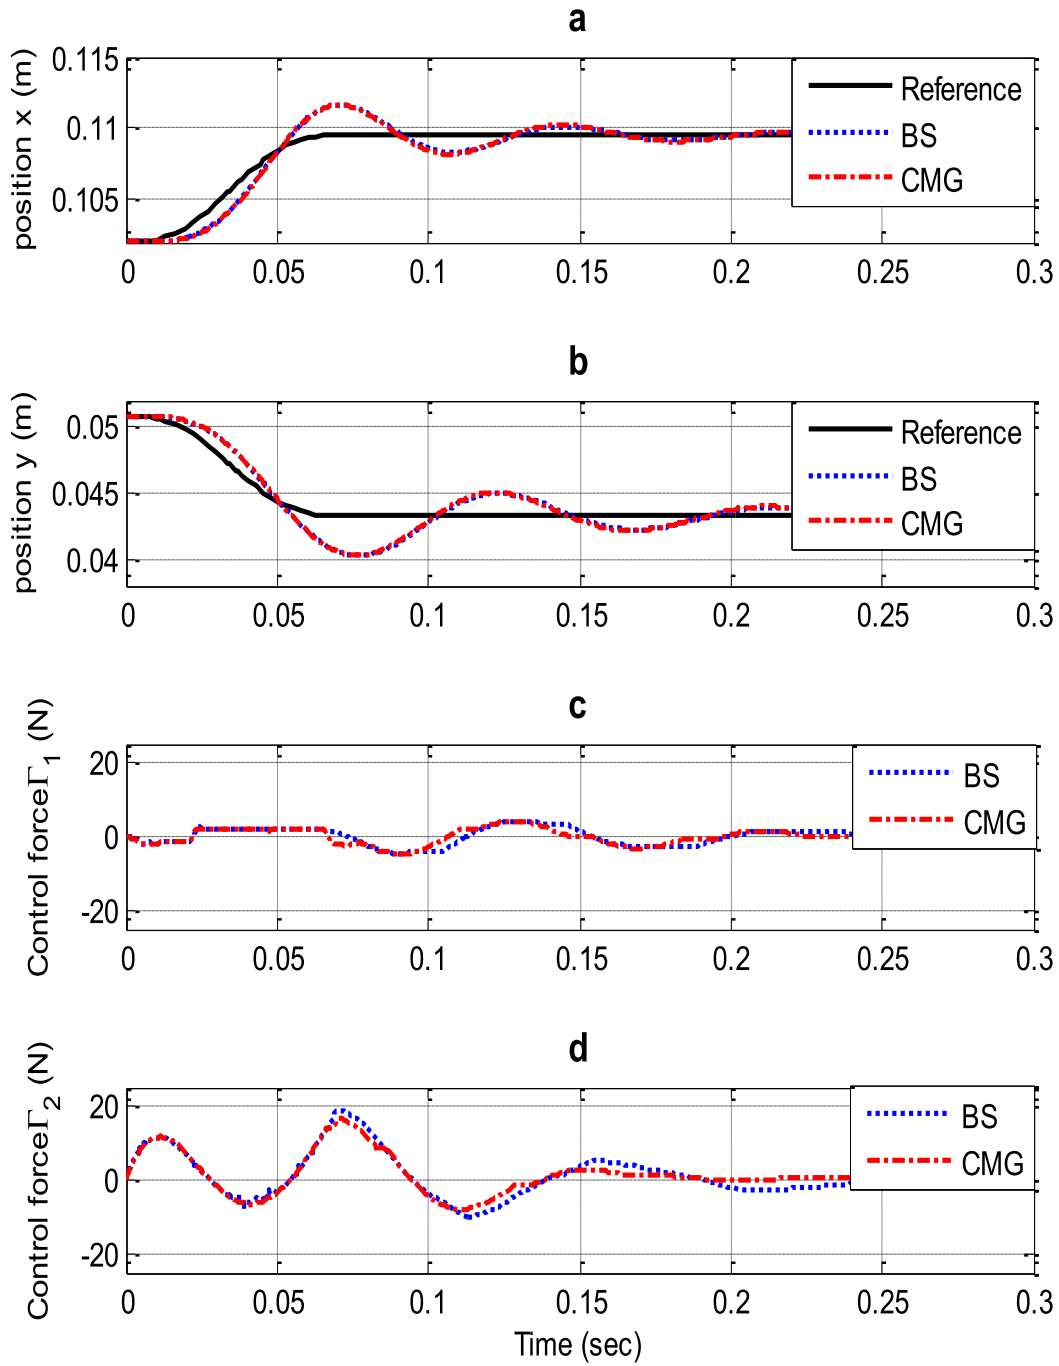 a
position x (m)
0.115
0.11
0.105
Reference
BS
CMG
0 0.05 0.1 0.15 0.2 0.25 0.3
b
position y (m)
0.05
0.045
0.04
Reference
BS
CMG
0 0.05 0.1 0.15 0.2 0.25 0.3
c
Control forceΓ1 (N)
20
0
-20
BS
CMG
0 0.05 0.1 0.15 0.2 0.25 0.3
d
Control forceΓ2 (N)
20
0
-20
BS
CMG
0 0.05 0.1 0.15 0.2 0.25 0.3
Time (sec)